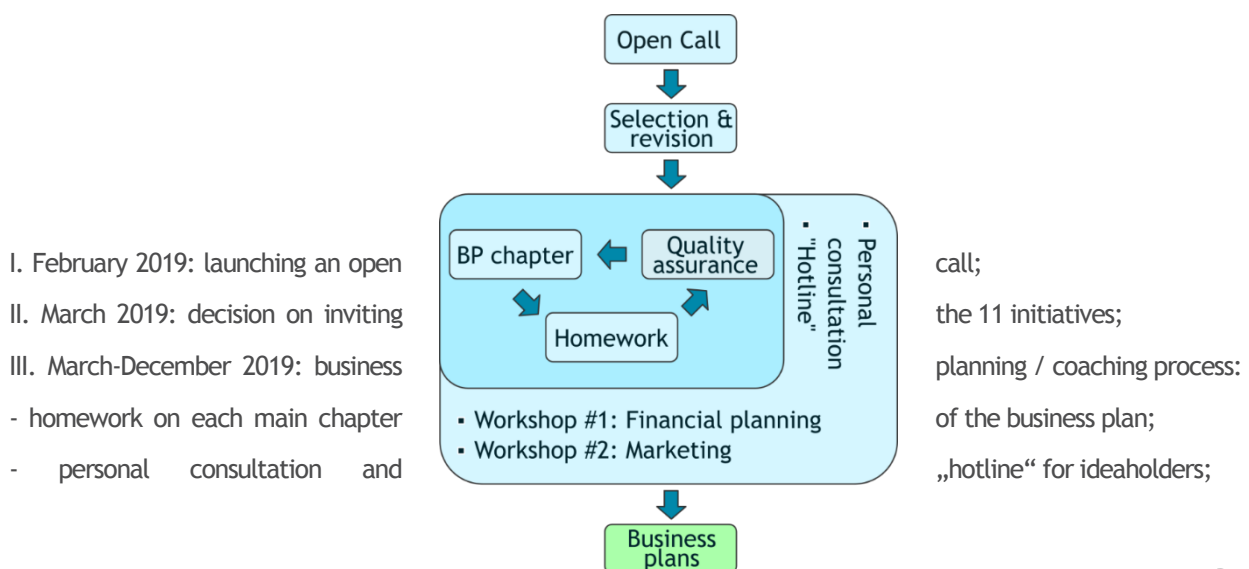 Open Call
Selection &
revision
BP chapter
Quality
assurance
Homework
▪ Personal
consultation
▪ "Hotline"
▪ Workshop #1: Financial planning
▪ Workshop #2: Marketing
Business
plans
I. February 2019: launching an open call;
II. March 2019: decision on inviting the 11 initiatives;
III. March-December 2019: business planning / coaching process:
- homework on each main chapter of the business plan;
- personal consultation and „hotline“ for ideaholders;